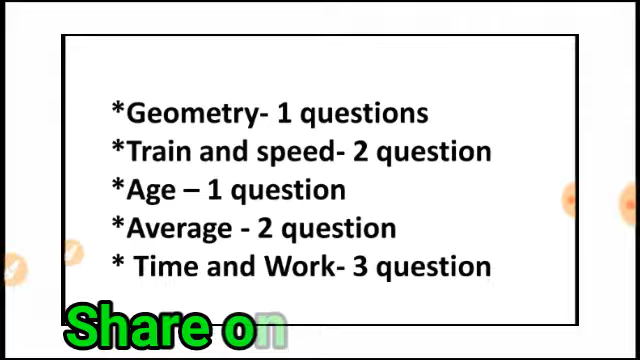 *Geometry- 1 questions
*Train and speed- 2 question
*Age – 1 question
*Average - 2 question
* Time and Work- 3 question
Share on